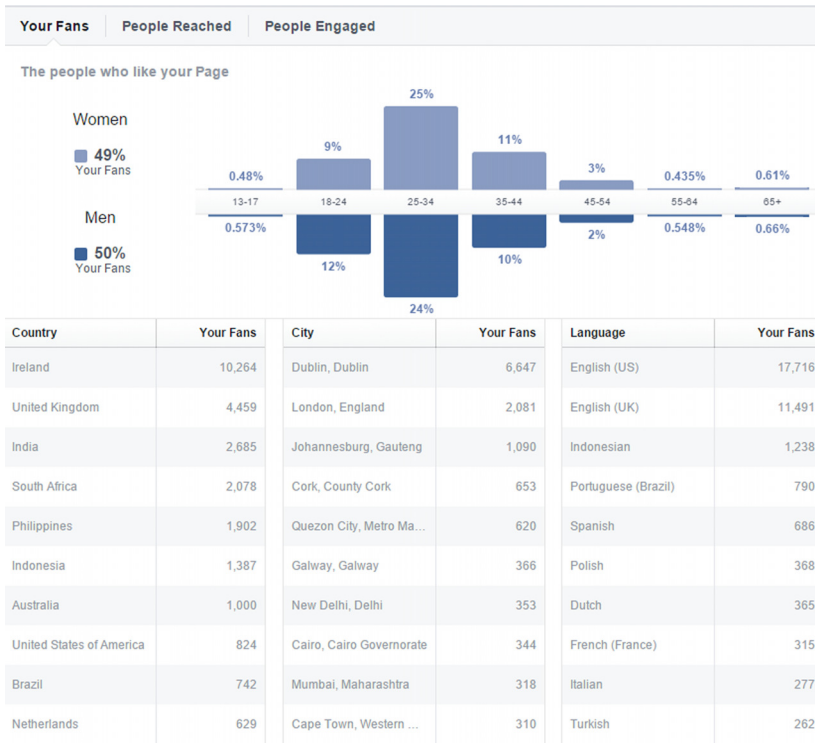 Your Fans People Reached People Engaged
The people who like your Page
Women
49%
Your Fans
Men
50%
Your Fans
0.48% 9% 25% 11% 3% 0.435% 0.61%
13-17 18-24 25-34 35-44 45-54 55-64 65+
0.573% 12% 24% 10% 2% 0.548% 0.66%
Country Your Fans City Your Fans Language Your Fans
Ireland 10,264 Dublin, Dublin 6,647 English (US) 17,716
United Kingdom 4,459 London, England 2,081 English (UK) 11,491
India 2,685 Johannesburg, Gauteng 1,090 Indonesian 1,238
South Africa 2,078 Cork, County Cork 653 Portuguese (Brazil) 790
Philippines 1,902 Quezon City, Metro Ma... 620 Spanish 686
Indonesia 1,387 Galway, Galway 366 Polish 368
Australia 1,000 New Delhi, Delhi 353 Dutch 365
United States of America 824 Cairo, Cairo Governorate 344 French (France) 315
Brazil 742 Mumbai, Maharashtra 318 Italian 277
Netherlands 629 Cape Town, Western ... 310 Turkish 262